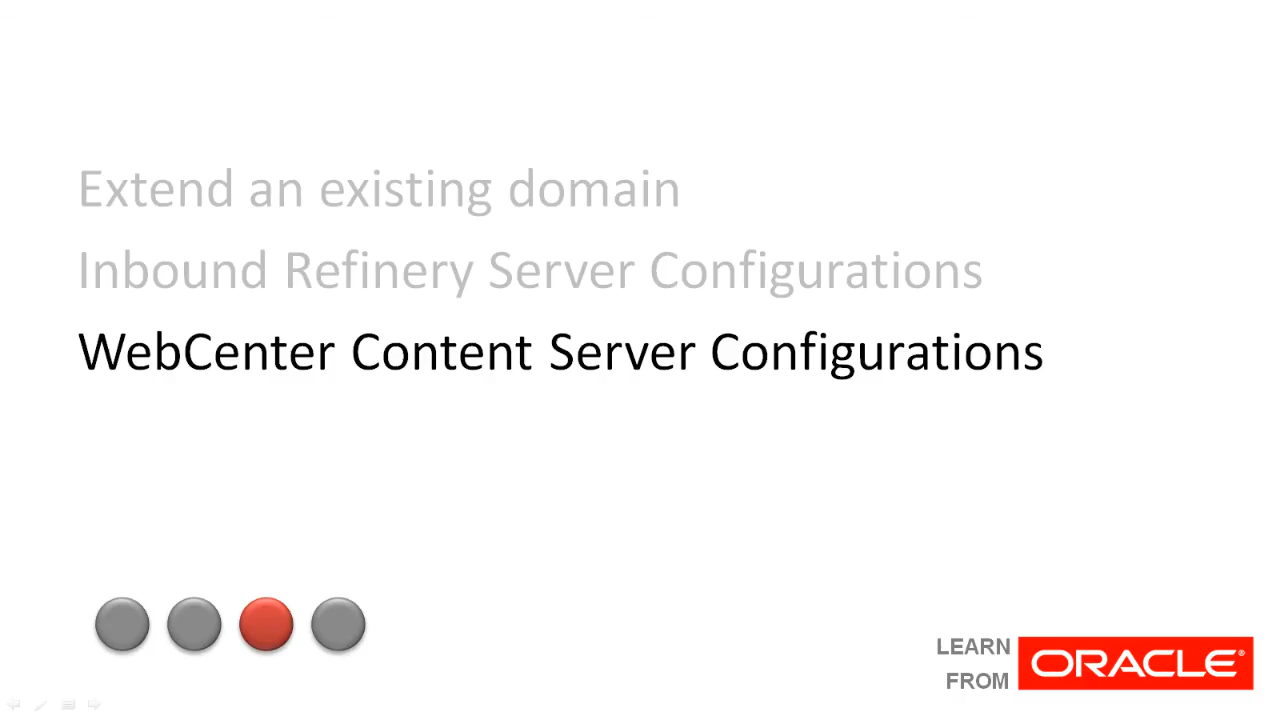 Extend an existing domain
Inbound Refinery Server Configurations
WebCenter Content Server Configurations
LEARN
FROM
ORACLE®